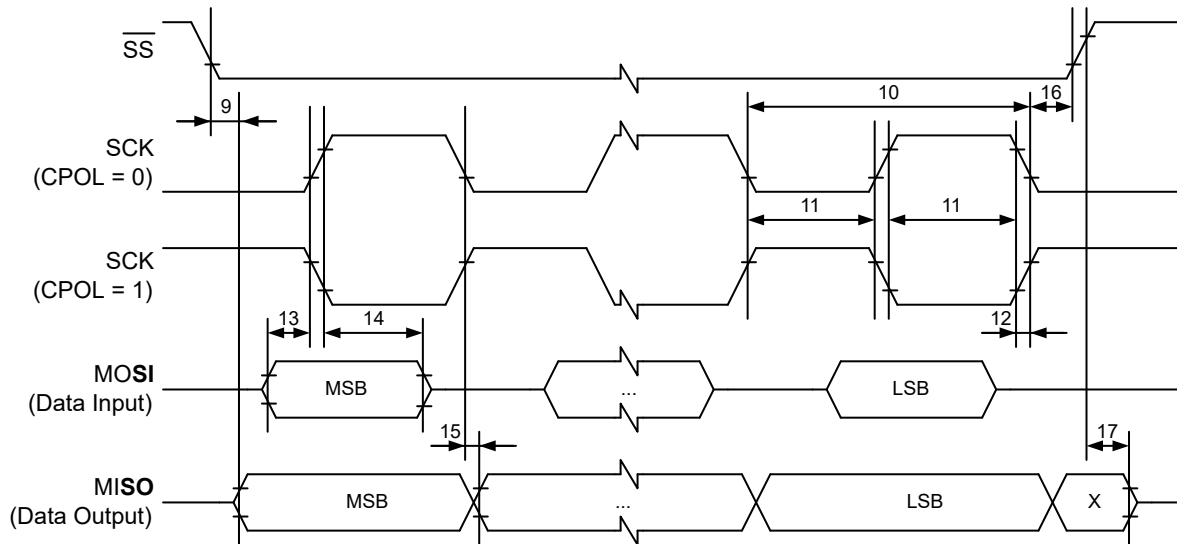 SS
9
10
16
SCK
(CPOL = 0)
11
11
SCK
(CPOL = 1)
13
14
12
MOSI
(Data Input)
MSB
...
LSB
15
17
MISO
(Data Output)
MSB
...
LSB
X